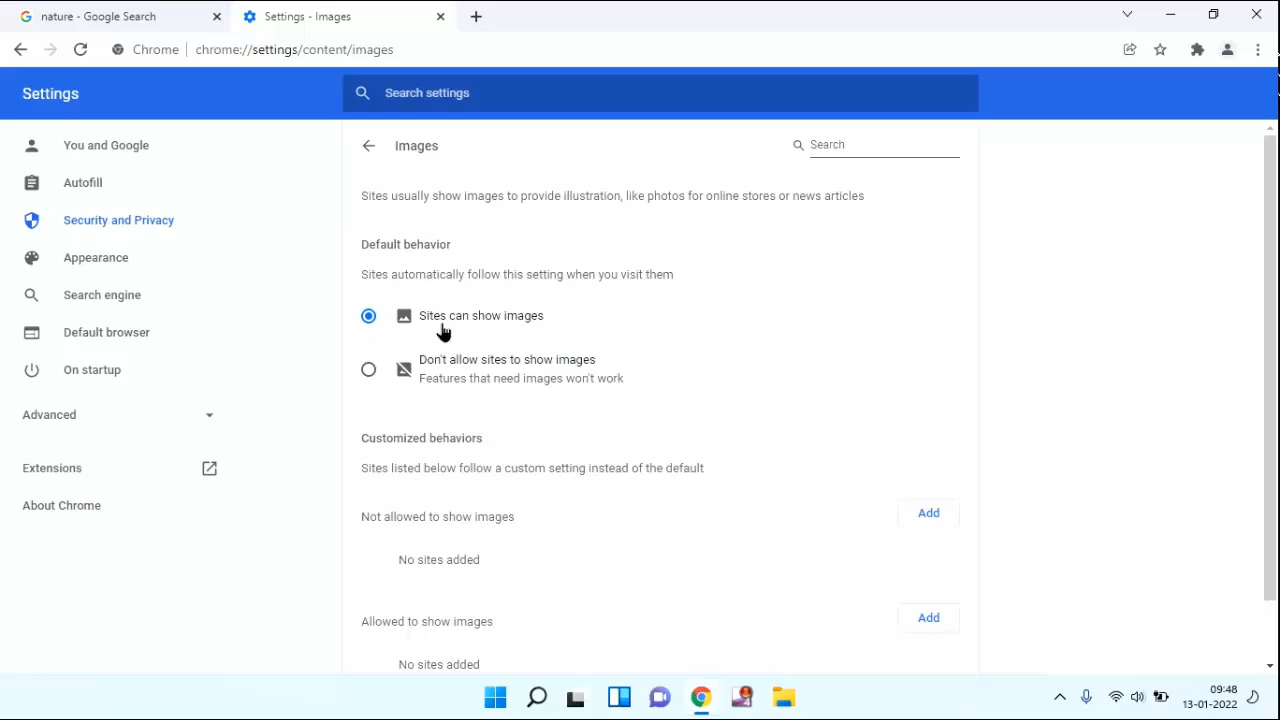 nature - Google Search
Settings - Images
Chrome
chrome://settings/content/images
Settings
Search settings
You and Google
Autofill
Security and Privacy
Appearance
Search engine
Default browser
On startup
Advanced
Extensions
About Chrome
Images
Search
Sites usually show images to provide illustration, like photos for online stores or news articles
Default behavior
Sites automatically follow this setting when you visit them
Sites can show images
Don't allow sites to show images
Features that need images won't work
Customized behaviors
Sites listed below follow a custom setting instead of the default
Not allowed to show images
Add
No sites added
Allowed to show images
Add
No sites added
09:48
13-01-2022